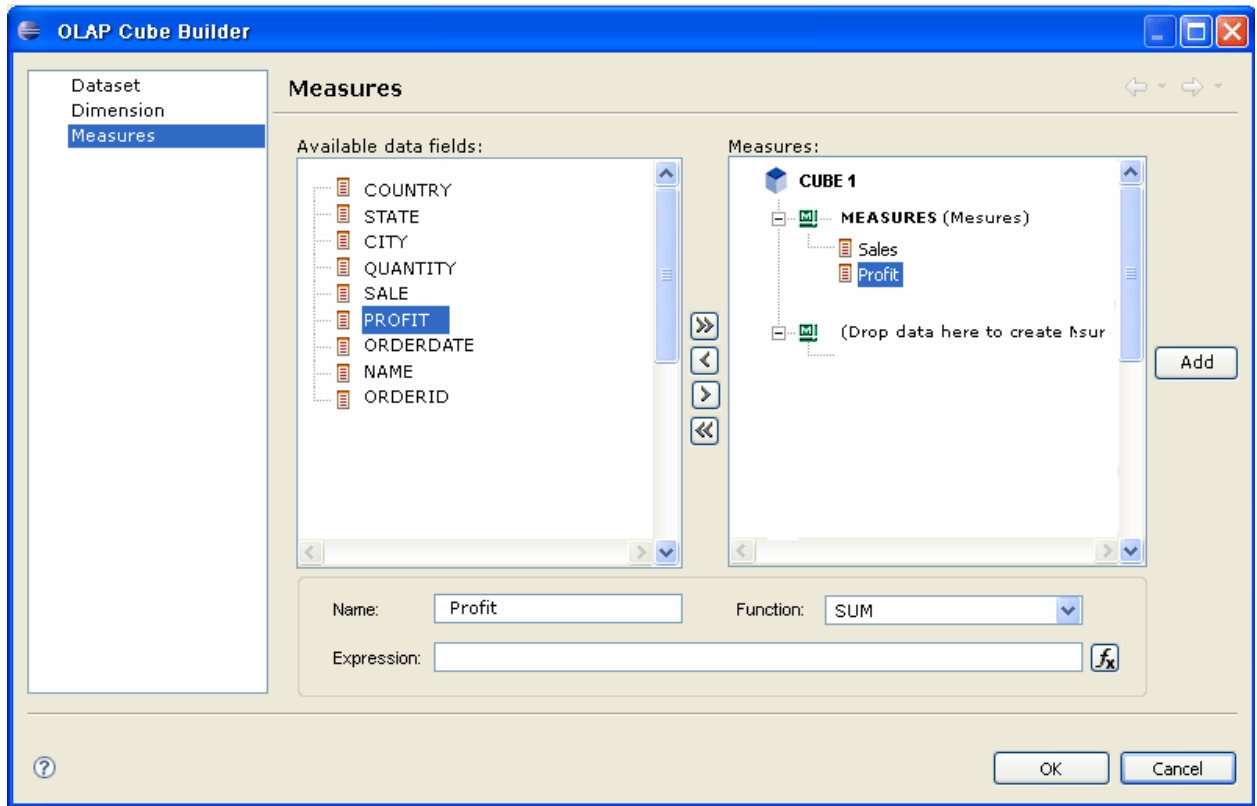 OLAP Cube Builder
Dataset
Dimension
Measures
Measures
Available data fields:
COUNTRY
STATE
CITY
QUANTITY
SALE
PROFIT
ORDERDATE
NAME
ORDERID
Measures:
CUBE 1
MEASURES (Mesures)
Sales
Profit
(Drop data here to create Nsur
Add
Name:
Profit
Function:
SUM
Expression:
fx
OK
Cancel